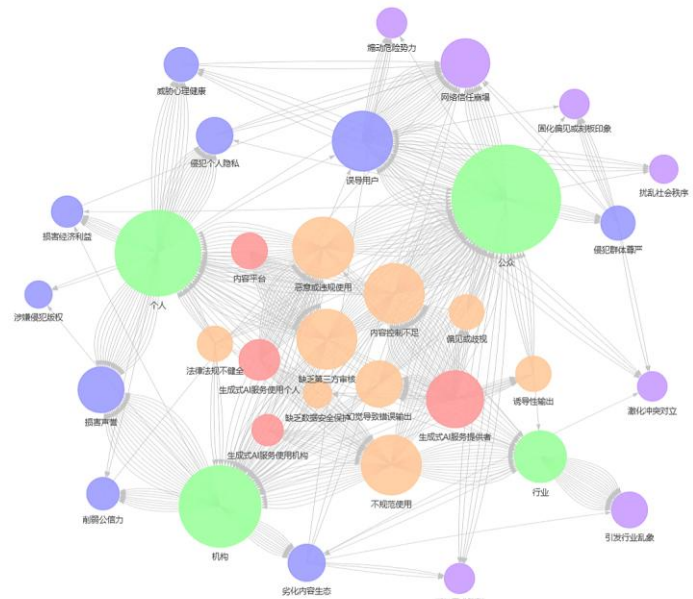 煽动危险势力
网络信任崩塌
威胁心理健康
固化偏见或刻板印象
侵犯个人隐私
误导用户
扰乱社会秩序
损害经济利益
侵犯群体尊严
公众
内容平台
恶意或违规使用
个人
涉嫌侵犯版权
内容控制不足
偏见或歧视
法律法规不健全
缺乏第三方审核
生成式AI服务使用个人
诱导性输出
激化冲突对立
缺乏数据安全保护
幻觉导致错误输出
损害声誉
生成式AI服务提供者
生成式AI服务使用机构
行业
不规范使用
削弱公信力
引发行业乱象
机构
劣化内容生态